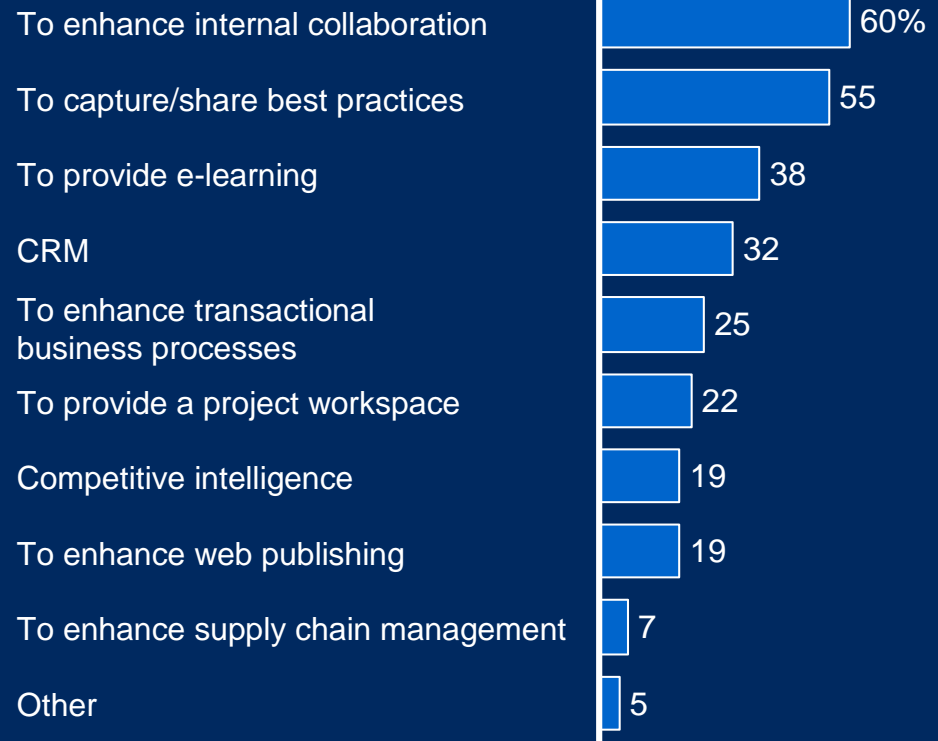 To enhance internal collaboration 60%
To capture/share best practices 55
To provide e-learning 38
CRM 32
To enhance transactional
business processes 25
To provide a project workspace 22
Competitive intelligence 19
To enhance web publishing 19
To enhance supply chain management 7
Other 5